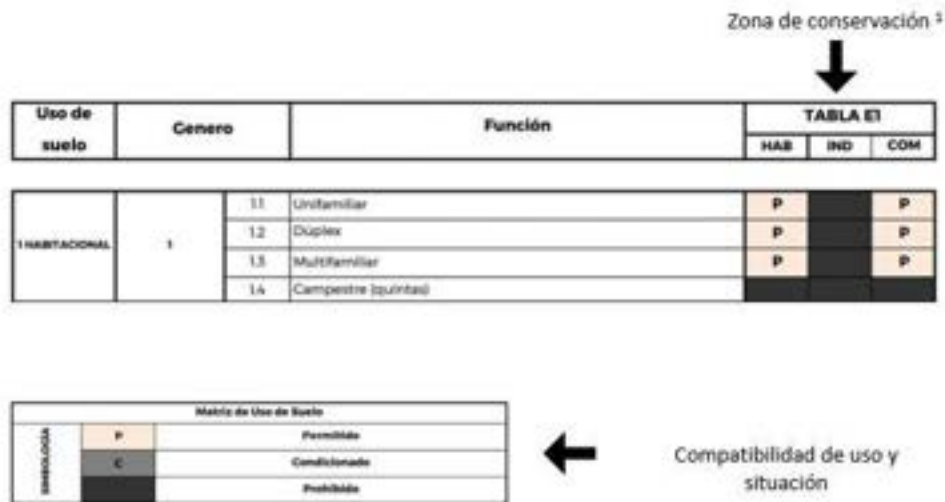 Zona de conservación ¹
Uso de suelo Genero Función TABLA E1
HAB IND COM
1 HABITACIONAL 1
1.1 Unifamiliar P P
1.2 Dúplex P P
1.3 Multifamiliar P P
1.4 Campestre (quintas)
Matriz de Uso de Suelo
SIMBOLOGÍA
P Permitido
C Condicionado
Prohibido
Compatibilidad de uso y
situación